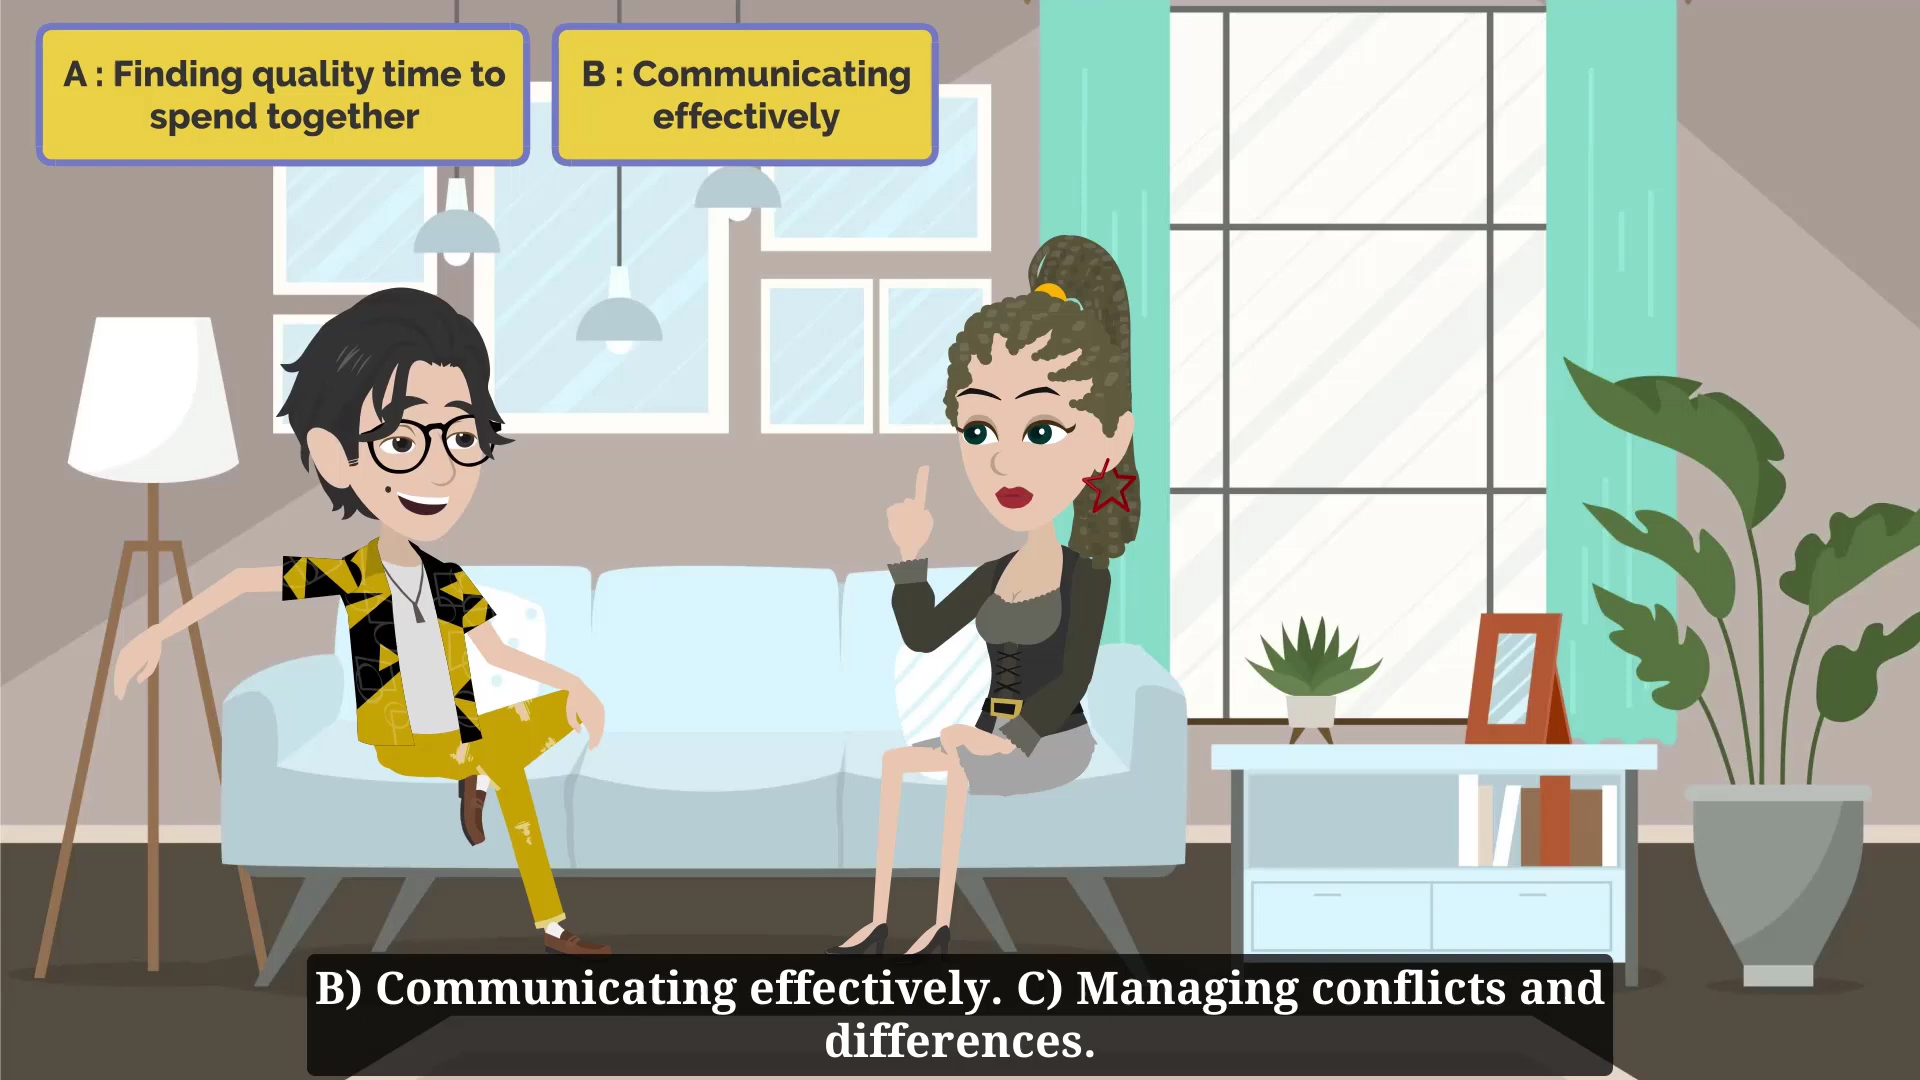 A : Finding quality time to
spend together
B : Communicating
effectively
B) Communicating effectively. C) Managing conflicts and
differences.